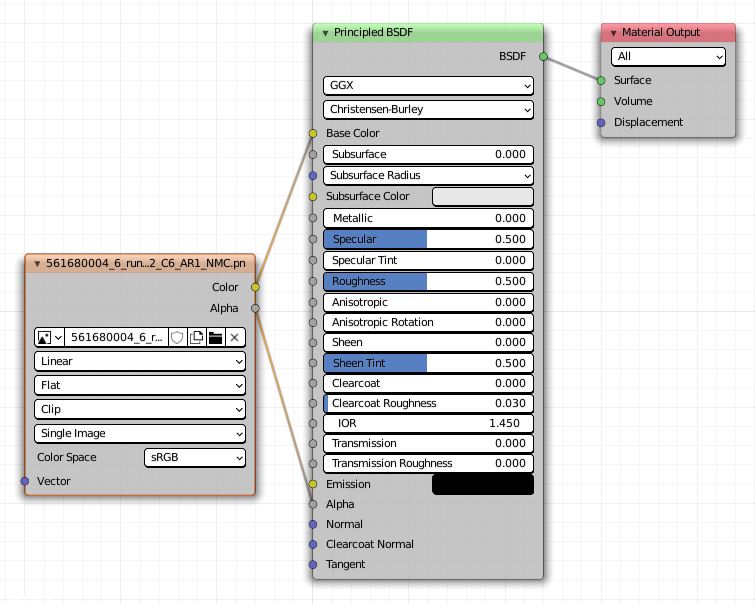 Principled BSDF
BSDF
GGX
Christensen-Burley
Base Color
Subsurface 0.000
Subsurface Radius
Subsurface Color
Metallic 0.000
Specular 0.500
Specular Tint 0.000
Roughness 0.500
Anisotropic 0.000
Anisotropic Rotation 0.000
Sheen 0.000
Sheen Tint 0.500
Clearcoat 0.000
Clearcoat Roughness 0.030
IOR 1.450
Transmission 0.000
Transmission Roughness 0.000
Emission
Alpha
Normal
Clearcoat Normal
Tangent
Material Output
All
Surface
Volume
Displacement
561680004_6_run...2_C6_AR1_NMC.pn
Color
Alpha
561680004_6_r...
Linear
Flat
Clip
Single Image
Color Space sRGB
Vector